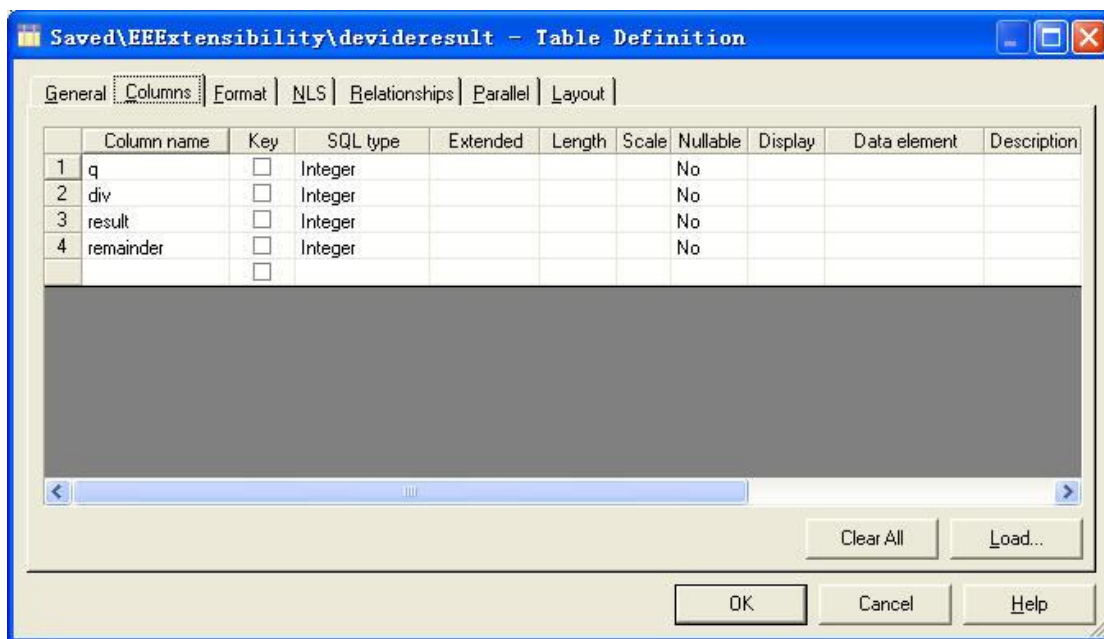 Saved\EEExtensibility\devideresult - Table Definition
General Columns Format NLS Relationships Parallel Layout
Column name Key SQL type Extended Length Scale Nullable Display Data element Description
1 q Integer No
2 div Integer No
3 result Integer No
4 remainder Integer No
Clear All Load...
OK Cancel Help